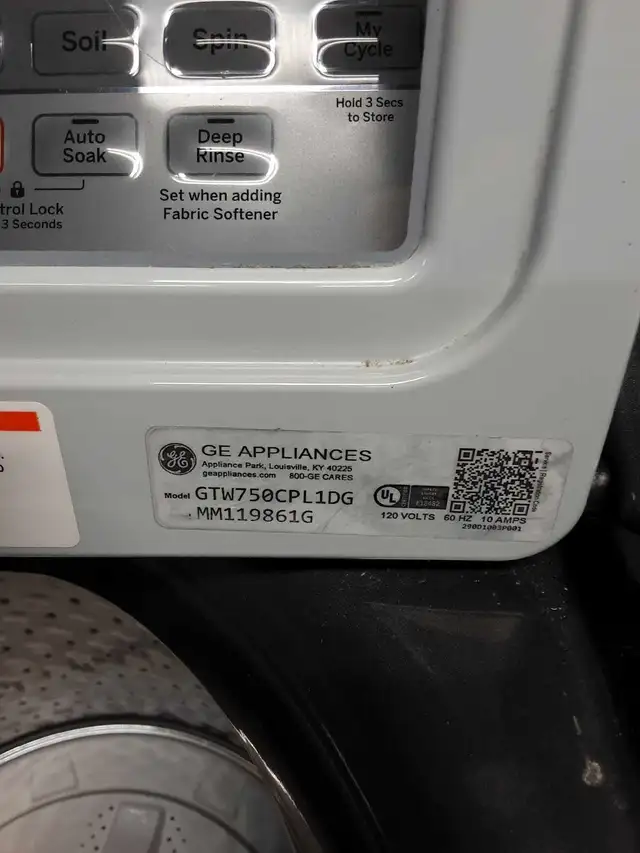 Soil
Spin
My
Cycle
Hold 3 Secs
to Store
Auto
Soak
Deep
Rinse
trol Lock
3 Seconds
Set when adding
Fabric Softener
GE APPLIANCES
Appliance Park, Louisville, KY 40225
geappliances.com 800-GE CARES
Model GTW750CPL1DG
MM119861G
UL
120 VOLTS 60 HZ 10 AMPS
290D1003P001